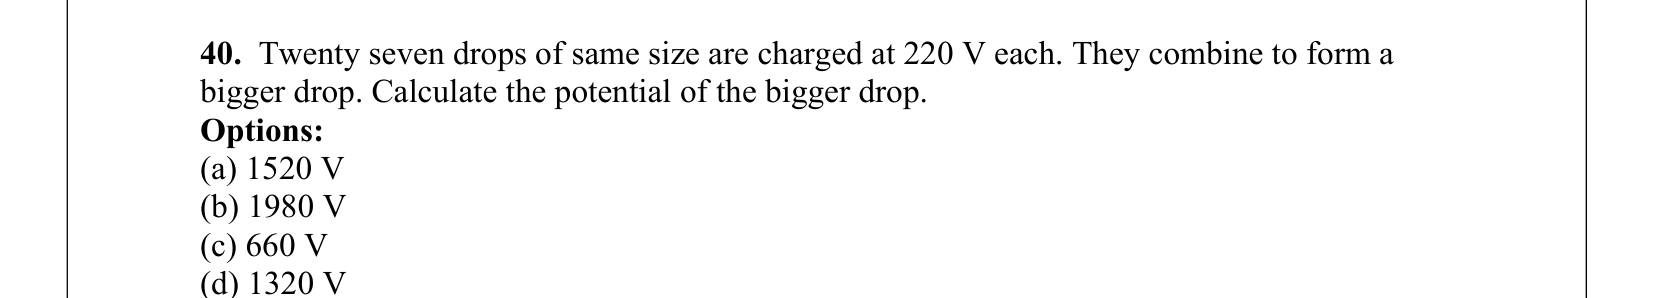 40. Twenty seven drops of same size are charged at 220 V each. They combine to form a
bigger drop. Calculate the potential of the bigger drop.
Options:
(a) 1520 V
(b) 1980 V
(c) 660 V
(d) 1320 V